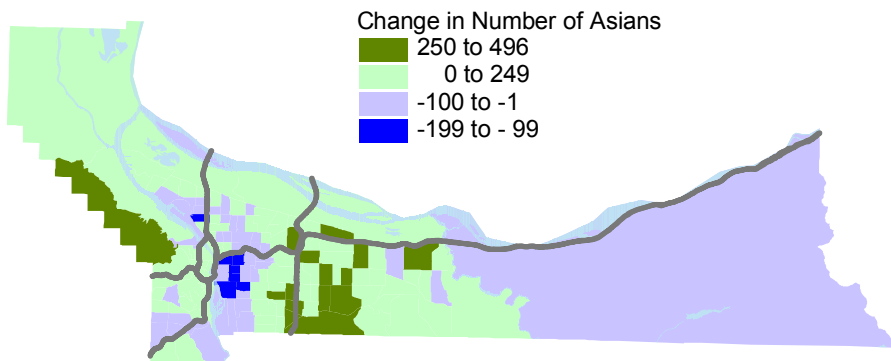 Change in Number of Asians
250 to 496
0 to 249
-100 to -1
-199 to - 99